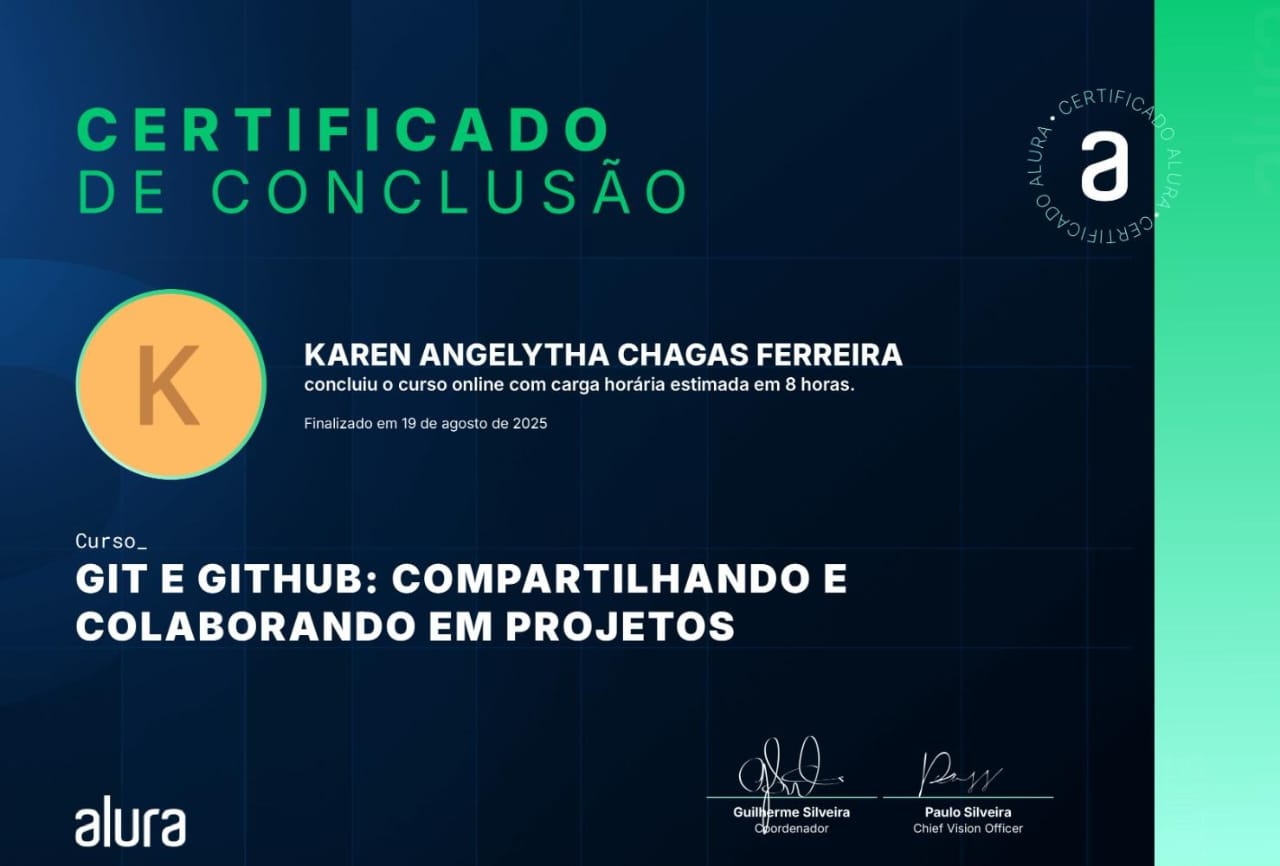 CERTIFICADO
DE CONCLUSÃO
CERTIFICADO ALURA • CERTIFICADO ALURA •
a
K
KAREN ANGELYTHA CHAGAS FERREIRA
concluiu o curso online com carga horária estimada em 8 horas.
Finalizado em 19 de agosto de 2025
Curso_
GIT E GITHUB: COMPARTILHANDO E
COLABORANDO EM PROJETOS
Guilherme Silveira
Coordenador
Paulo Silveira
Chief Vision Officer
alura